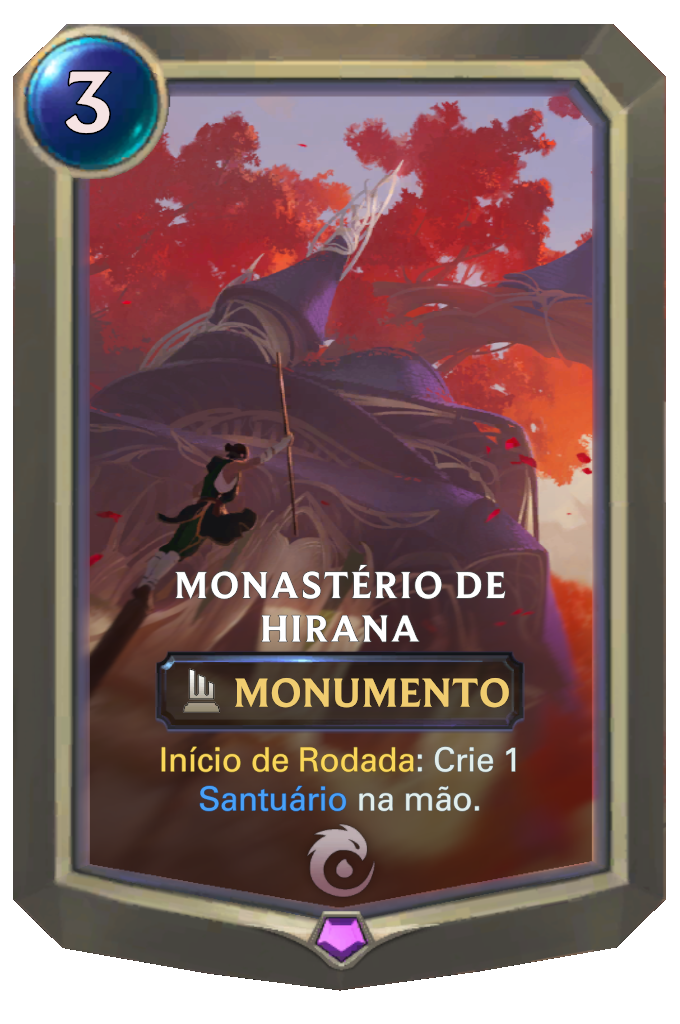 3
MONASTÉRIO DE
HIRANA
MONUMENTO
Início de Rodada: Crie 1
Santuário na mão.